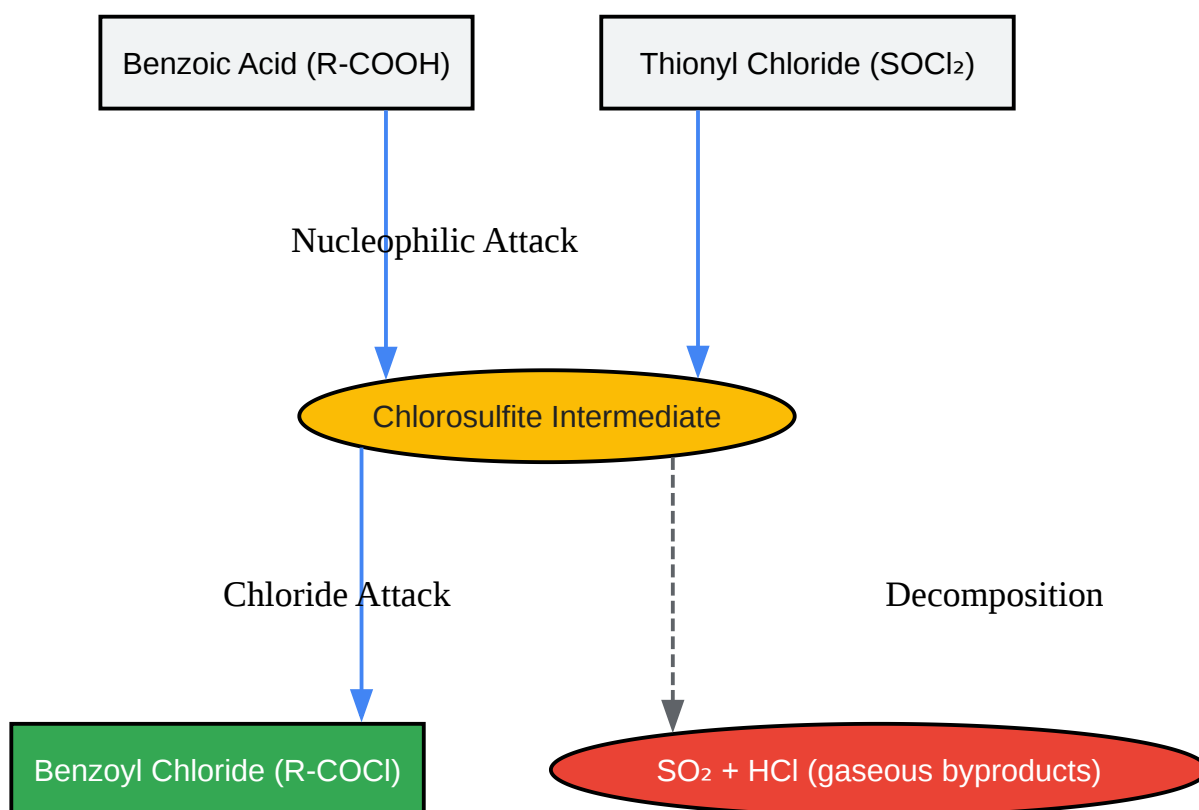 Benzoic Acid (R-COOH)
Thionyl Chloride (SOCl₂)
Nucleophilic Attack
Chlorosulfite Intermediate
Chloride Attack
Decomposition
Benzoyl Chloride (R-COCl)
SO₂ + HCl (gaseous byproducts)